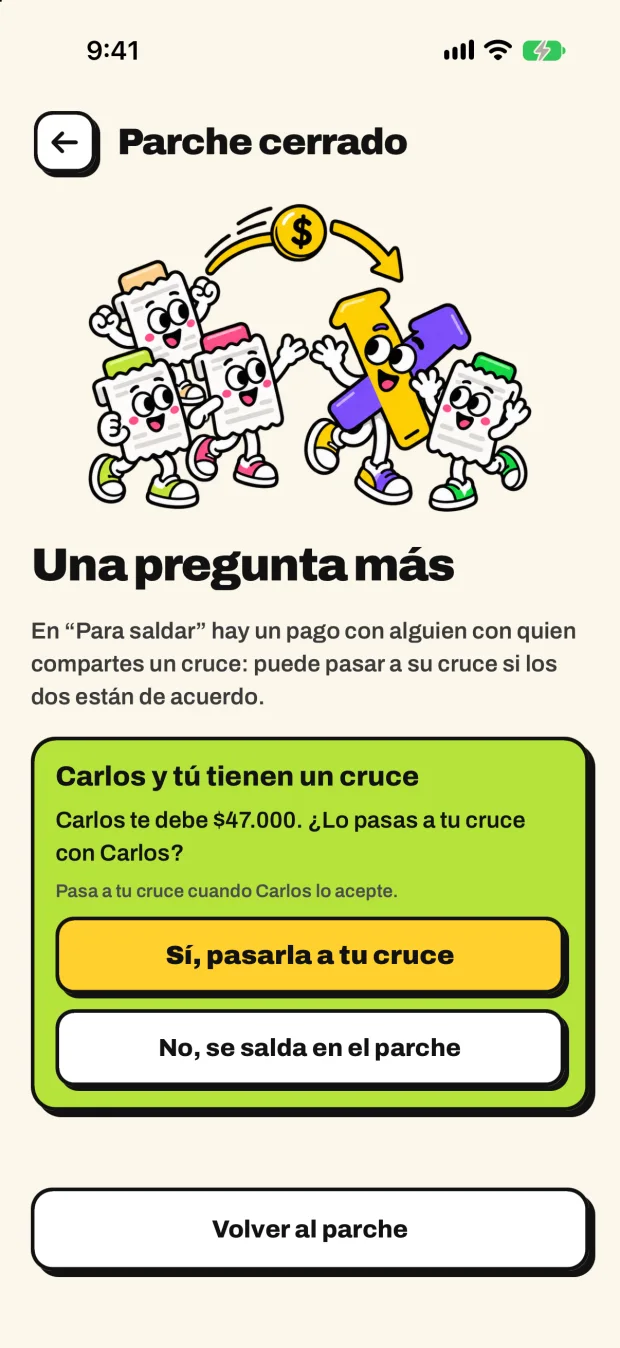 9:41
Parche cerrado
$
Una pregunta más
En “Para saldar” hay un pago con alguien con quien
compartes un cruce: puede pasar a su cruce si los
dos están de acuerdo.
Carlos y tú tienen un cruce
Carlos te debe $47.000. ¿Lo pasas a tu cruce
con Carlos?
Pasa a tu cruce cuando Carlos lo acepte.
Sí, pasarla a tu cruce
No, se salda en el parche
Volver al parche